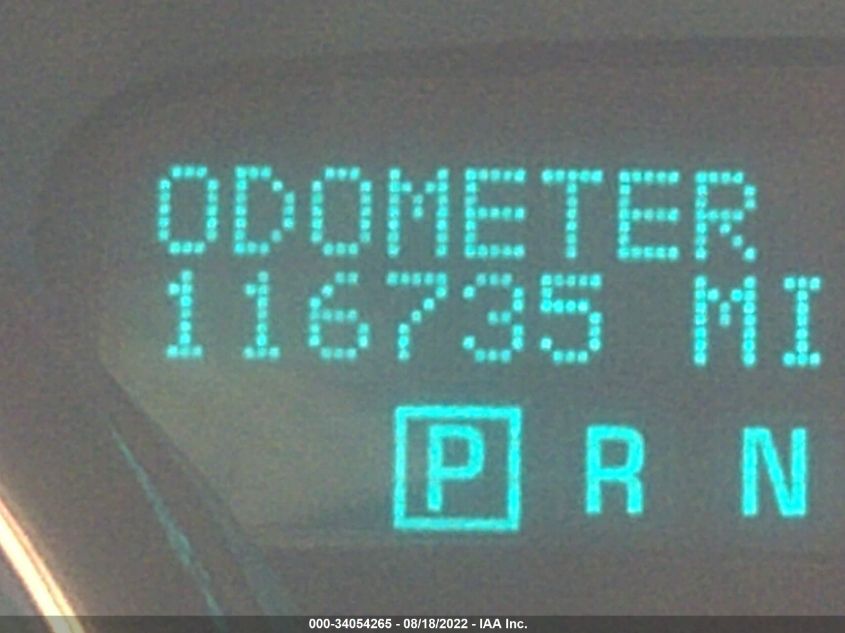 ODOMETER
116735 MI
P R N
000-34054265 - 08/18/2022 - IAA Inc.